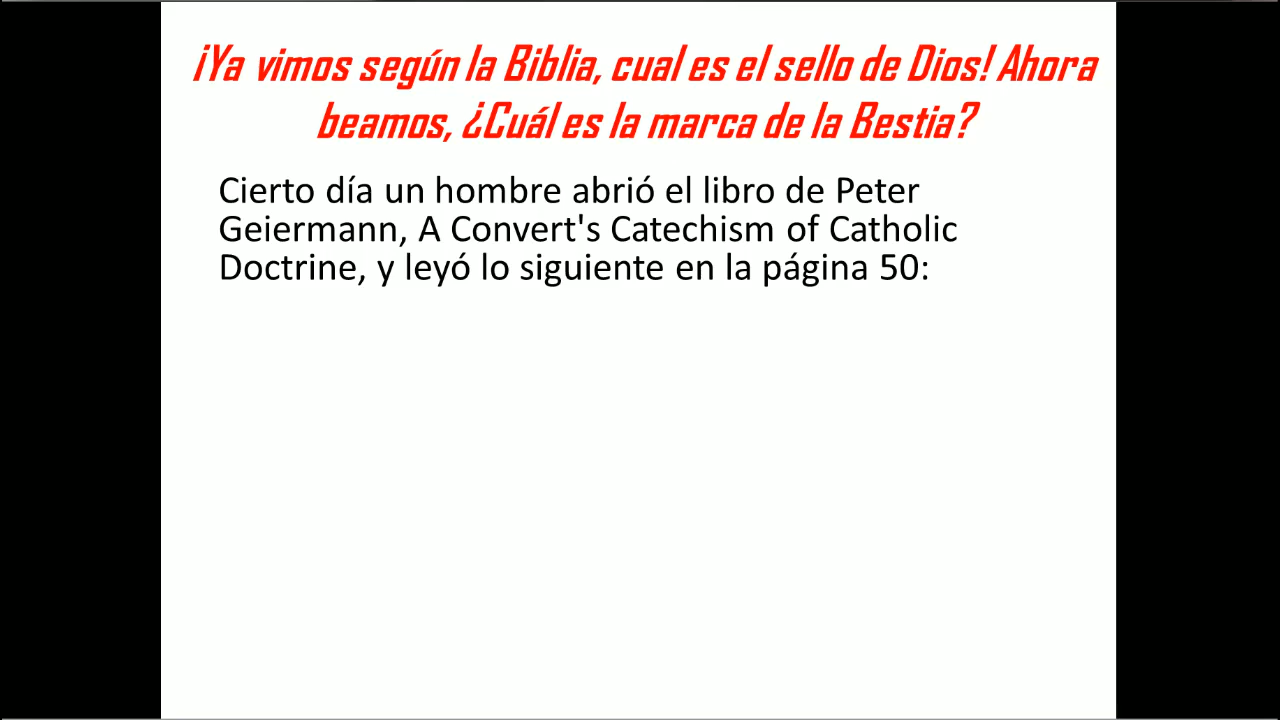 ¡Ya vimos según la Biblia, cual es el sello de Dios! Ahora
beamos, ¿Cuál es la marca de la Bestia?
Cierto día un hombre abrió el libro de Peter
Geiermann, A Convert's Catechism of Catholic
Doctrine, y leyó lo siguiente en la página 50: